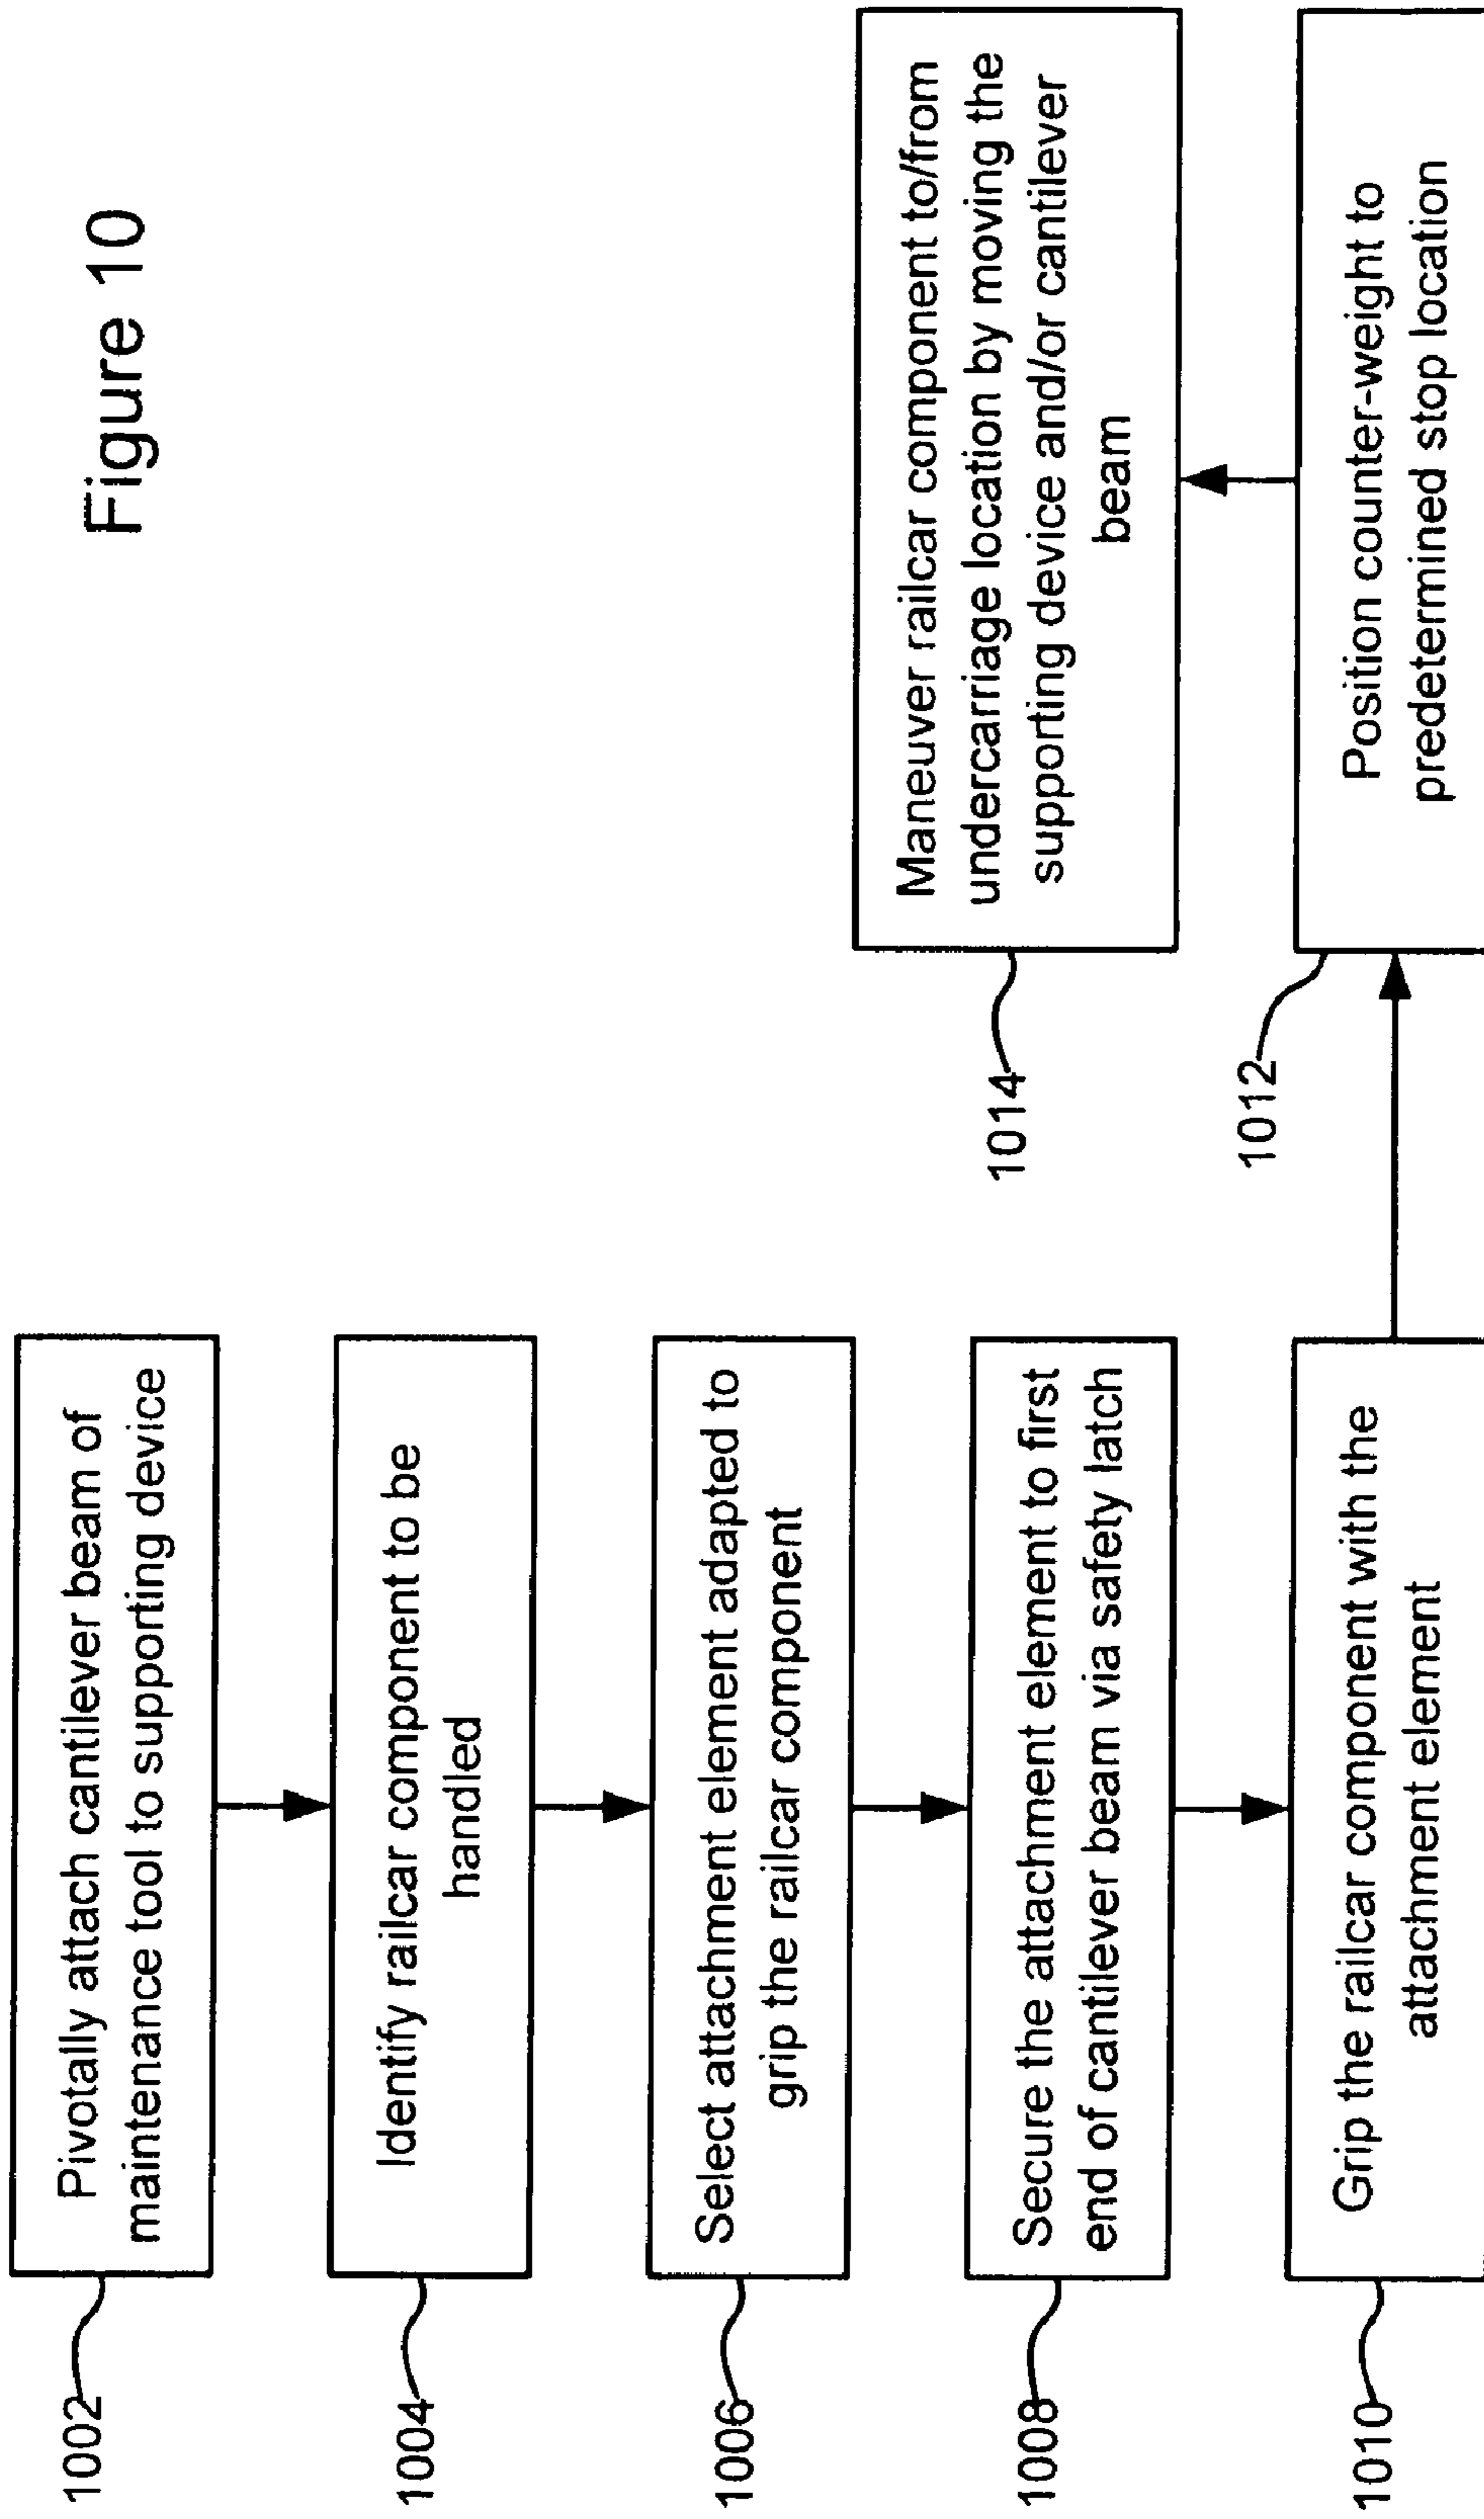 Figure 10
1002
Pivotally attach cantilever beam of
maintenance tool to supporting device
1004
Identify railcar component to be
handled
1006
Select attachment element adapted to
grip the railcar component
1008
Secure the attachment element to first
end of cantilever beam via safety latch
1010
Grip the railcar component with the
attachment element
1012
Position counter-weight to
predetermined stop location
1014
Maneuver railcar component to/from
undercarriage location by moving the
supporting device and/or cantilever
beam